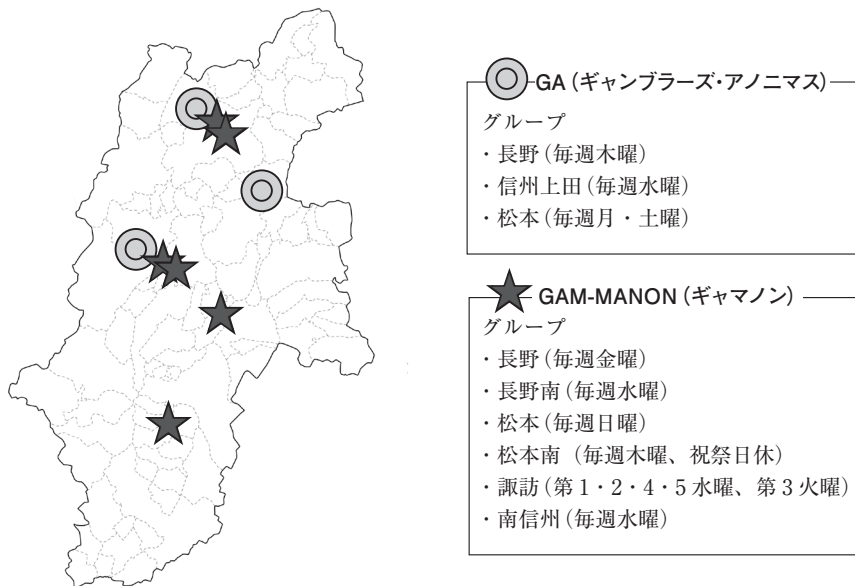 GA（ギャンブラーズ・アノニマス）
グループ
・長野（毎週木曜）
・信州上田（毎週水曜）
・松本（毎週月・土曜）
GAM-MANON（ギャマノン）
グループ
・長野（毎週金曜）
・長野南（毎週水曜）
・松本（毎週日曜）
・松本南（毎週木曜、祝祭日休）
・諏訪（第1・2・4・5水曜、第3火曜）
・南信州（毎週水曜）